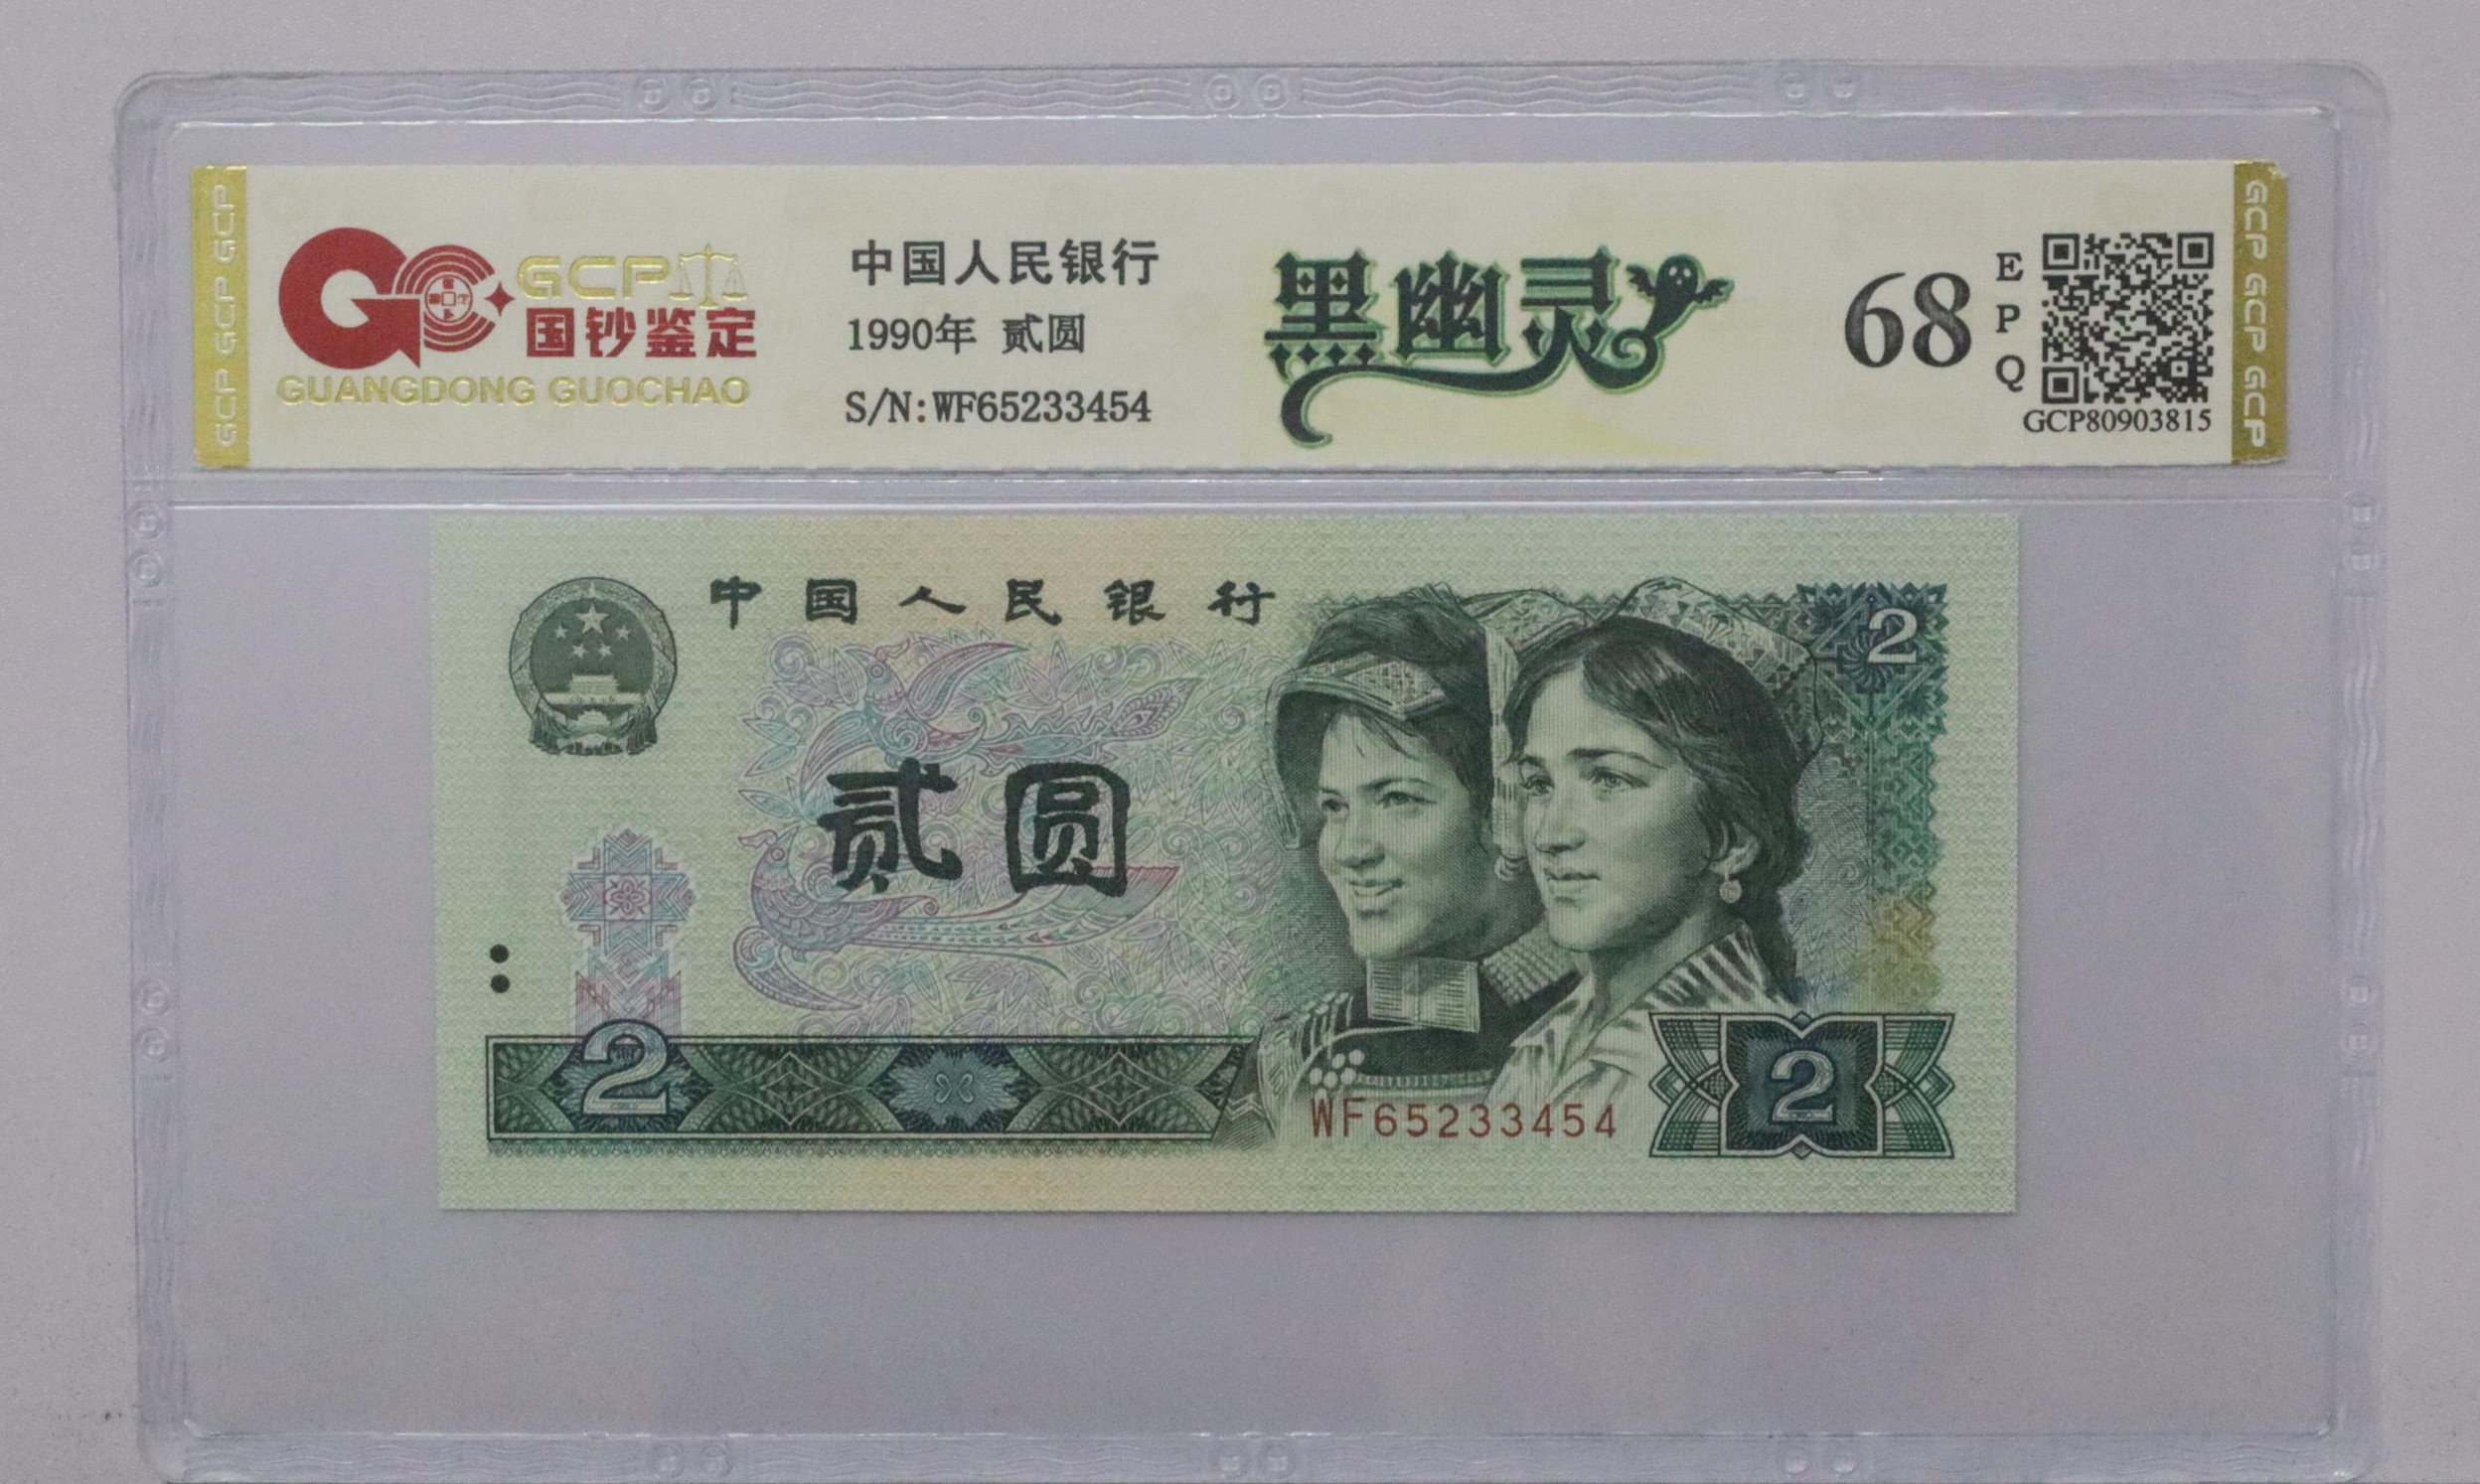 GCP GCP GCP
GCP
国钞鉴定
GUANGDONG GUOCHAO
中国人民银行
1990年 贰圆
S/N:WF65233454
黑幽灵
68
E
P
Q
GCP80903815
GCP GCP GCP
中国人民银行
2
贰圆
2
WF65233454
2